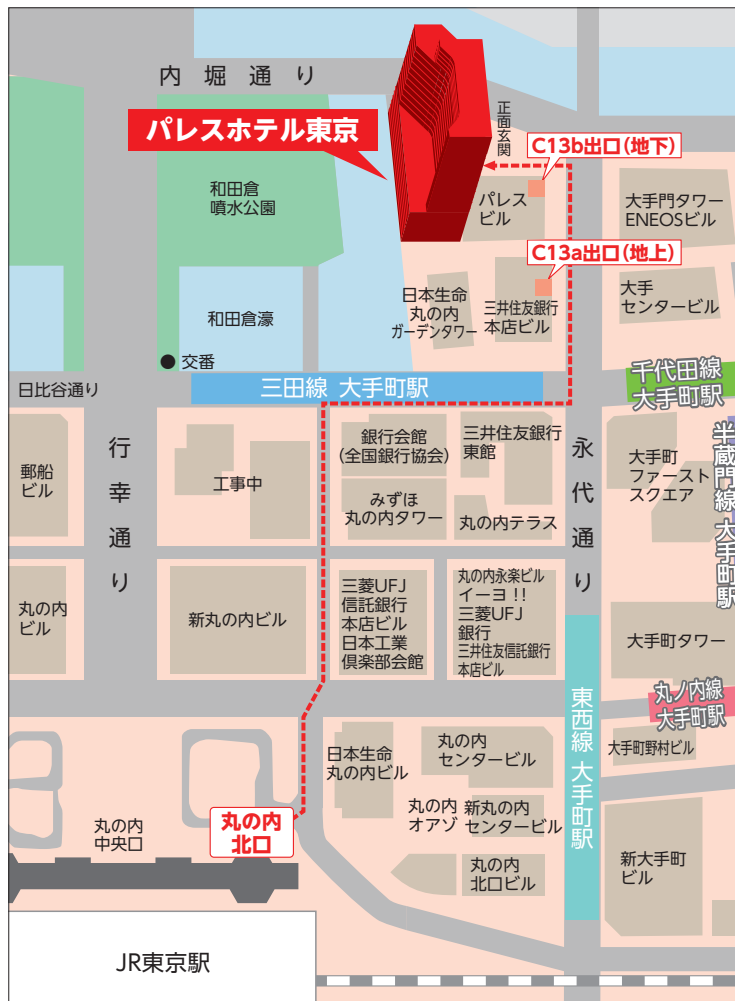 内堀通り
パレスホテル東京
正面玄関
C13b出口(地下)
和田倉
噴水公園
パレス
ビル
大手門タワー
ENEOSビル
C13a出口(地上)
日本生命
丸の内
ガーデンタワー
三井住友銀行
本店ビル
大手
センタービル
和田倉濠
交番
日比谷通り
三田線 大手町駅
千代田線
大手町駅
郵船
ビル
行幸通り
工事中
銀行会館
(全国銀行協会)
三井住友銀行
東館
永代通り
大手町
ファースト
スクエア
半蔵門線 大手町駅
みずほ
丸の内タワー
丸の内テラス
丸の内
ビル
新丸の内ビル
三菱UFJ
信託銀行
本店ビル
日本工業
倶楽部会館
丸の内永楽ビル
イーヨ!!
三菱UFJ
銀行
三井住友信託銀行
本店ビル
大手町タワー
丸ノ内線
大手町駅
東西線 大手町駅
日本生命
丸の内ビル
丸の内
センタービル
大手町野村ビル
丸の内
中央口
丸の内
北口
丸の内
オアゾ
新丸の内
センタービル
丸の内
北口ビル
新大手町
ビル
JR東京駅